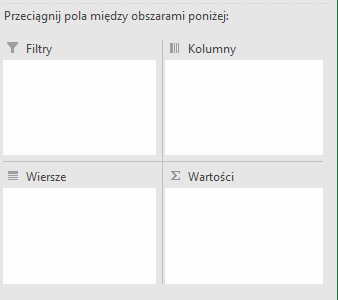 Przeciągnij pola między obszarami poniżej:
Filtry
Kolumny
Wiersze
Wartości